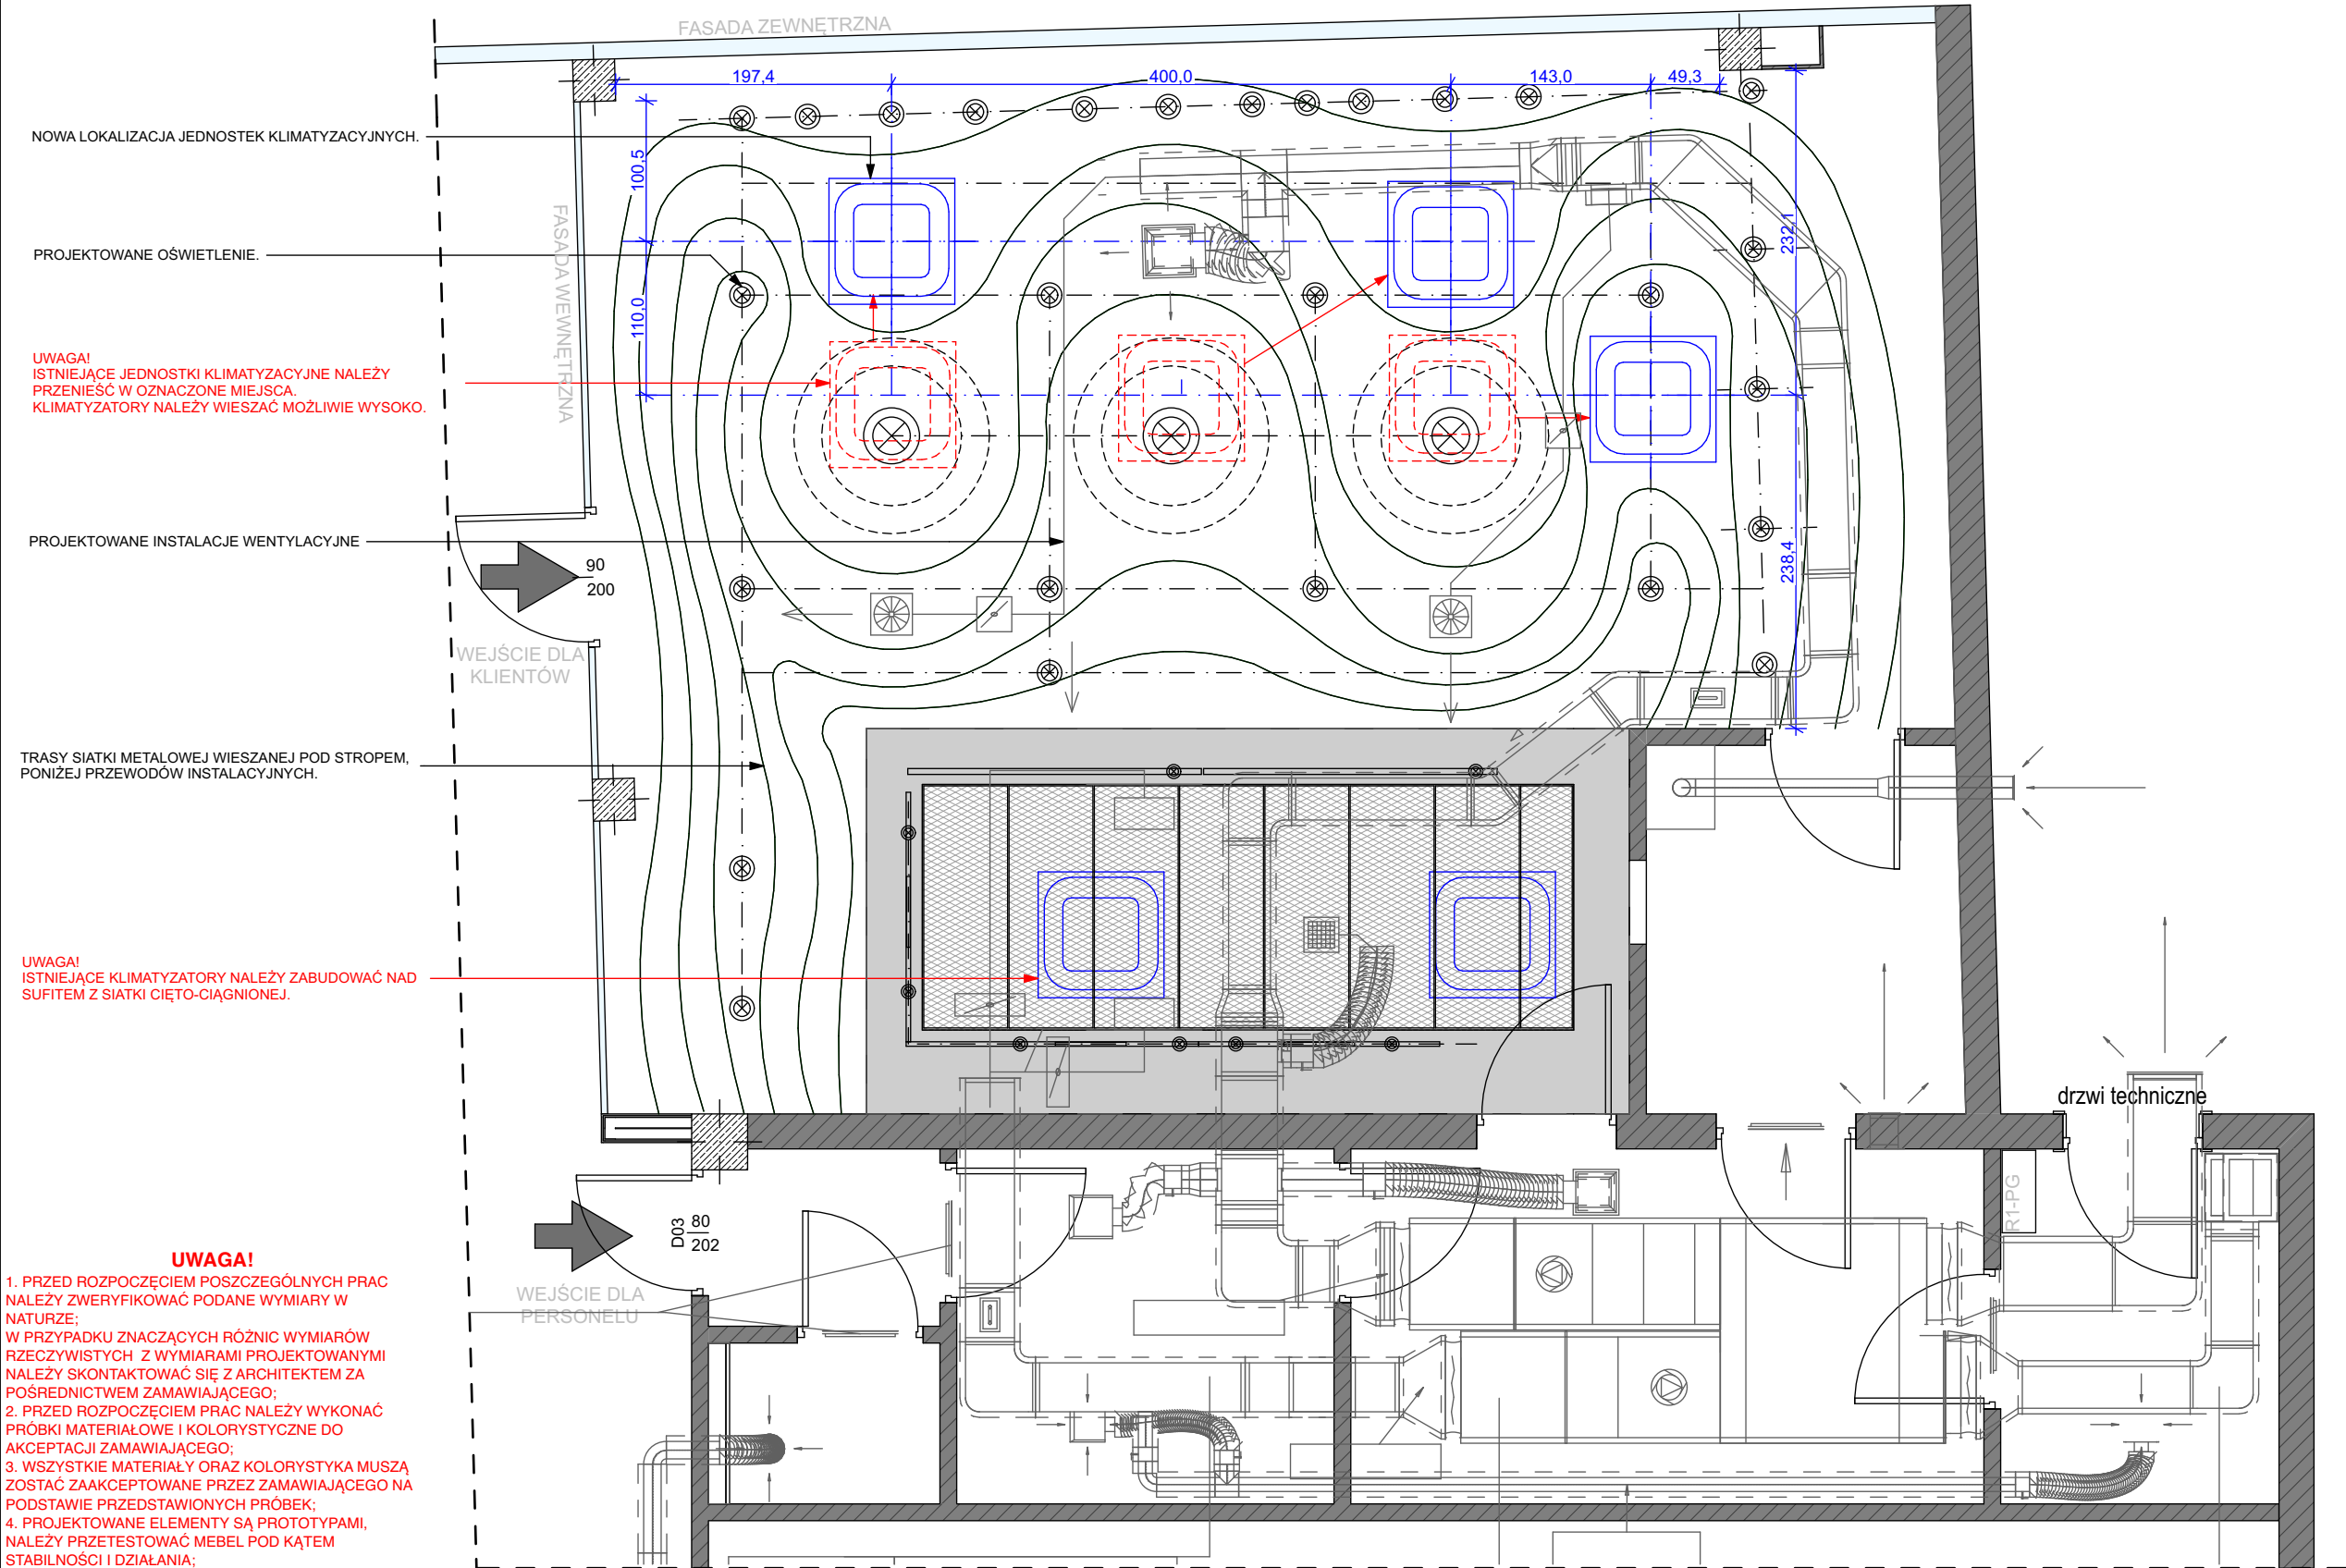 FASADA ZEWNĘTRZNA
197,4
400,0
143,0
49,3
NOWA LOKALIZACJA JEDNOSTEK KLIMATYZACYJNYCH.
100,5
FASADA WEWNĘTRZNA
232,1
PROJEKTOWANE OŚWIETLENIE.
110,0
UWAGA!
ISTNIEJĄCE JEDNOSTKI KLIMATYZACYJNE NALEŻY
PRZENIEŚĆ W OZNACZONE MIEJSCA.
KLIMATYZATORY NALEŻY WIESZAĆ MOŻLIWIE WYSOKO.
PROJEKTOWANE INSTALACJE WENTYLACYJNE
90
200
238,4
WEJŚCIE DLA
KLIENTÓW
TRASY SIATKI METALOWEJ WIESZANEJ POD STROPEM,
PONIŻEJ PRZEWODÓW INSTALACYJNYCH.
UWAGA!
ISTNIEJĄCE KLIMATYZATORY NALEŻY ZABUDOWAĆ NAD
SUFITEM Z SIATKI CIĘTO-CIĄGNIONEJ.
drzwi techniczne
R1-PG
D03
80
202
WEJŚCIE DLA
PERSONELU
UWAGA!
1. PRZED ROZPOCZĘCIEM POSZCZEGÓLNYCH PRAC
NALEŻY ZWERYFIKOWAĆ PODANE WYMIARY W
NATURZE;
W PRZYPADKU ZNACZĄCYCH RÓŻNIC WYMIARÓW
RZECZYWISTYCH Z WYMIARAMI PROJEKTOWANYMI
NALEŻY SKONTAKTOWAĆ SIĘ Z ARCHITEKTEM ZA
POŚREDNICTWEM ZAMAWIAJĄCEGO;
2. PRZED ROZPOCZĘCIEM PRAC NALEŻY WYKONAĆ
PRÓBKI MATERIAŁOWE I KOLORYSTYCZNE DO
AKCEPTACJI ZAMAWIAJĄCEGO;
3. WSZYSTKIE MATERIAŁY ORAZ KOLORYSTYKA MUSZĄ
ZOSTAĆ ZAAKCEPTOWANE PRZEZ ZAMAWIAJĄCEGO NA
PODSTAWIE PRZEDSTAWIONYCH PRÓBEK;
4. PROJEKTOWANE ELEMENTY SĄ PROTOTYPAMI,
NALEŻY PRZETESTOWAĆ MEBEL POD KĄTEM
STABILNOŚCI I DZIAŁANIA;